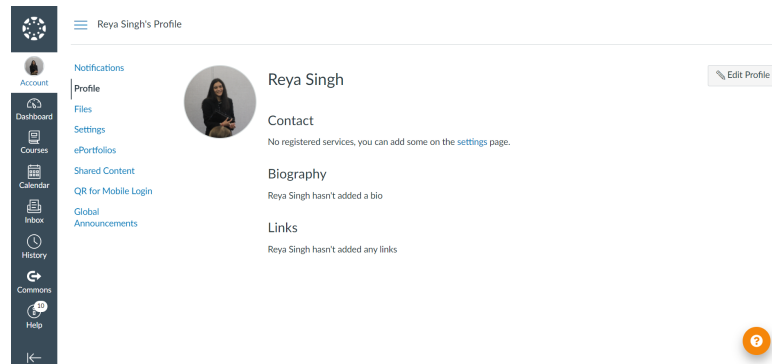 Reya Singh's Profile
Account
Dashboard
Courses
Calendar
Inbox
History
Commons
10
Help
Notifications
Profile
Files
Settings
ePortfolios
Shared Content
QR for Mobile Login
Global
Announcements
Reya Singh
Edit Profile
Contact
No registered services, you can add some on the settings page.
Biography
Reya Singh hasn't added a bio
Links
Reya Singh hasn't added any links
?